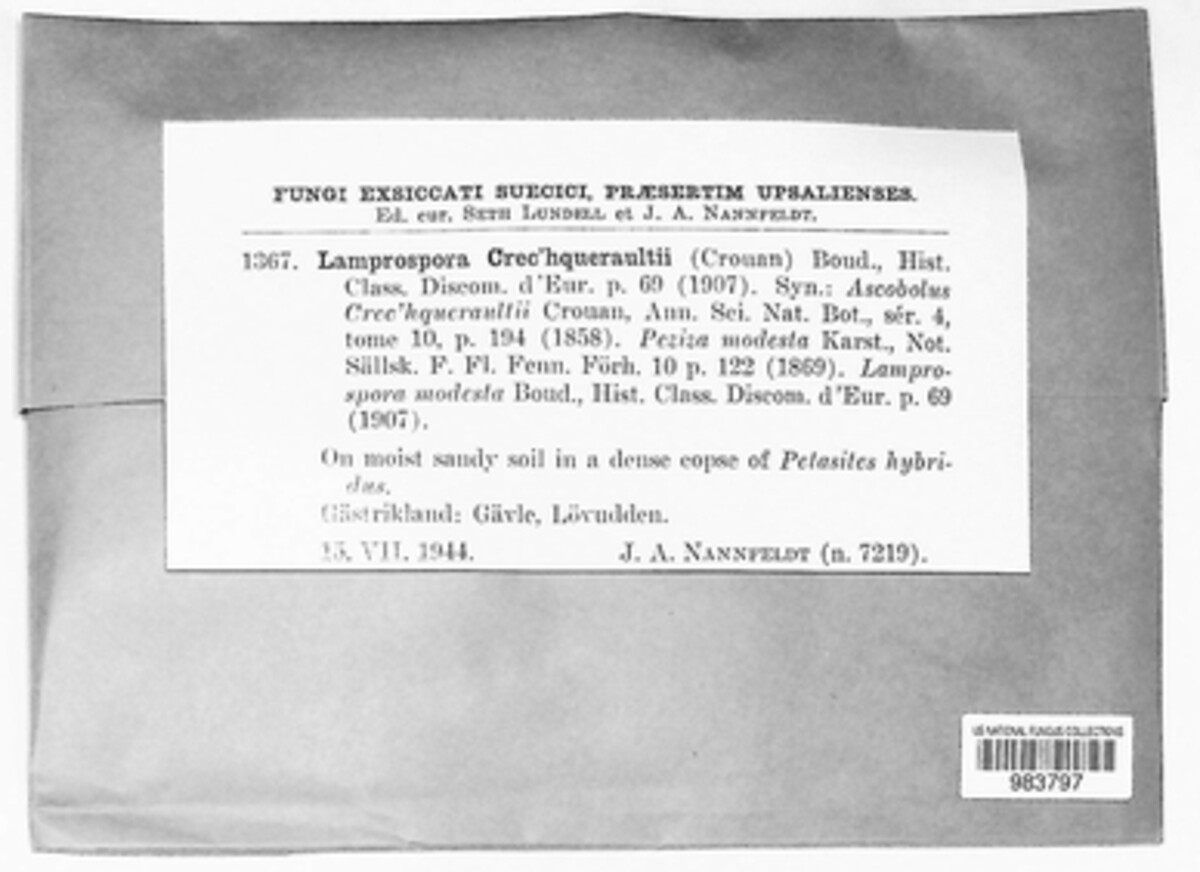 FUNGI EXSICCATI SUECICI, PRÆSERTIM UPSALIENSES.
Ed. cur. SETH LUNDELL et J. A. NANNFELDT.
1367. Lamprospora Crec'hqueraultii (Crouan) Boud., Hist.
Class. Discom. d'Eur. p. 69 (1907). Syn.: Ascobolus
Crec'hqueraultii Crouan, Ann. Sci. Nat. Bot., sér. 4,
tome 10, p. 194 (1858). Peziza modesta Karst., Not.
Sällsk. F. Fl. Fenn. Förh. 10 p. 122 (1869). Lampro-
spora modesta Boud., Hist. Class. Discom. d'Eur. p. 69
(1907).
On moist sandy soil in a dense copse of Petasites hybri-
dus.
Gästrikland: Gävle, Lövudden.
15. VII. 1944. J. A. NANNFELDT (n. 7219).
US NATIONAL FUNGUS COLLECTIONS
983797